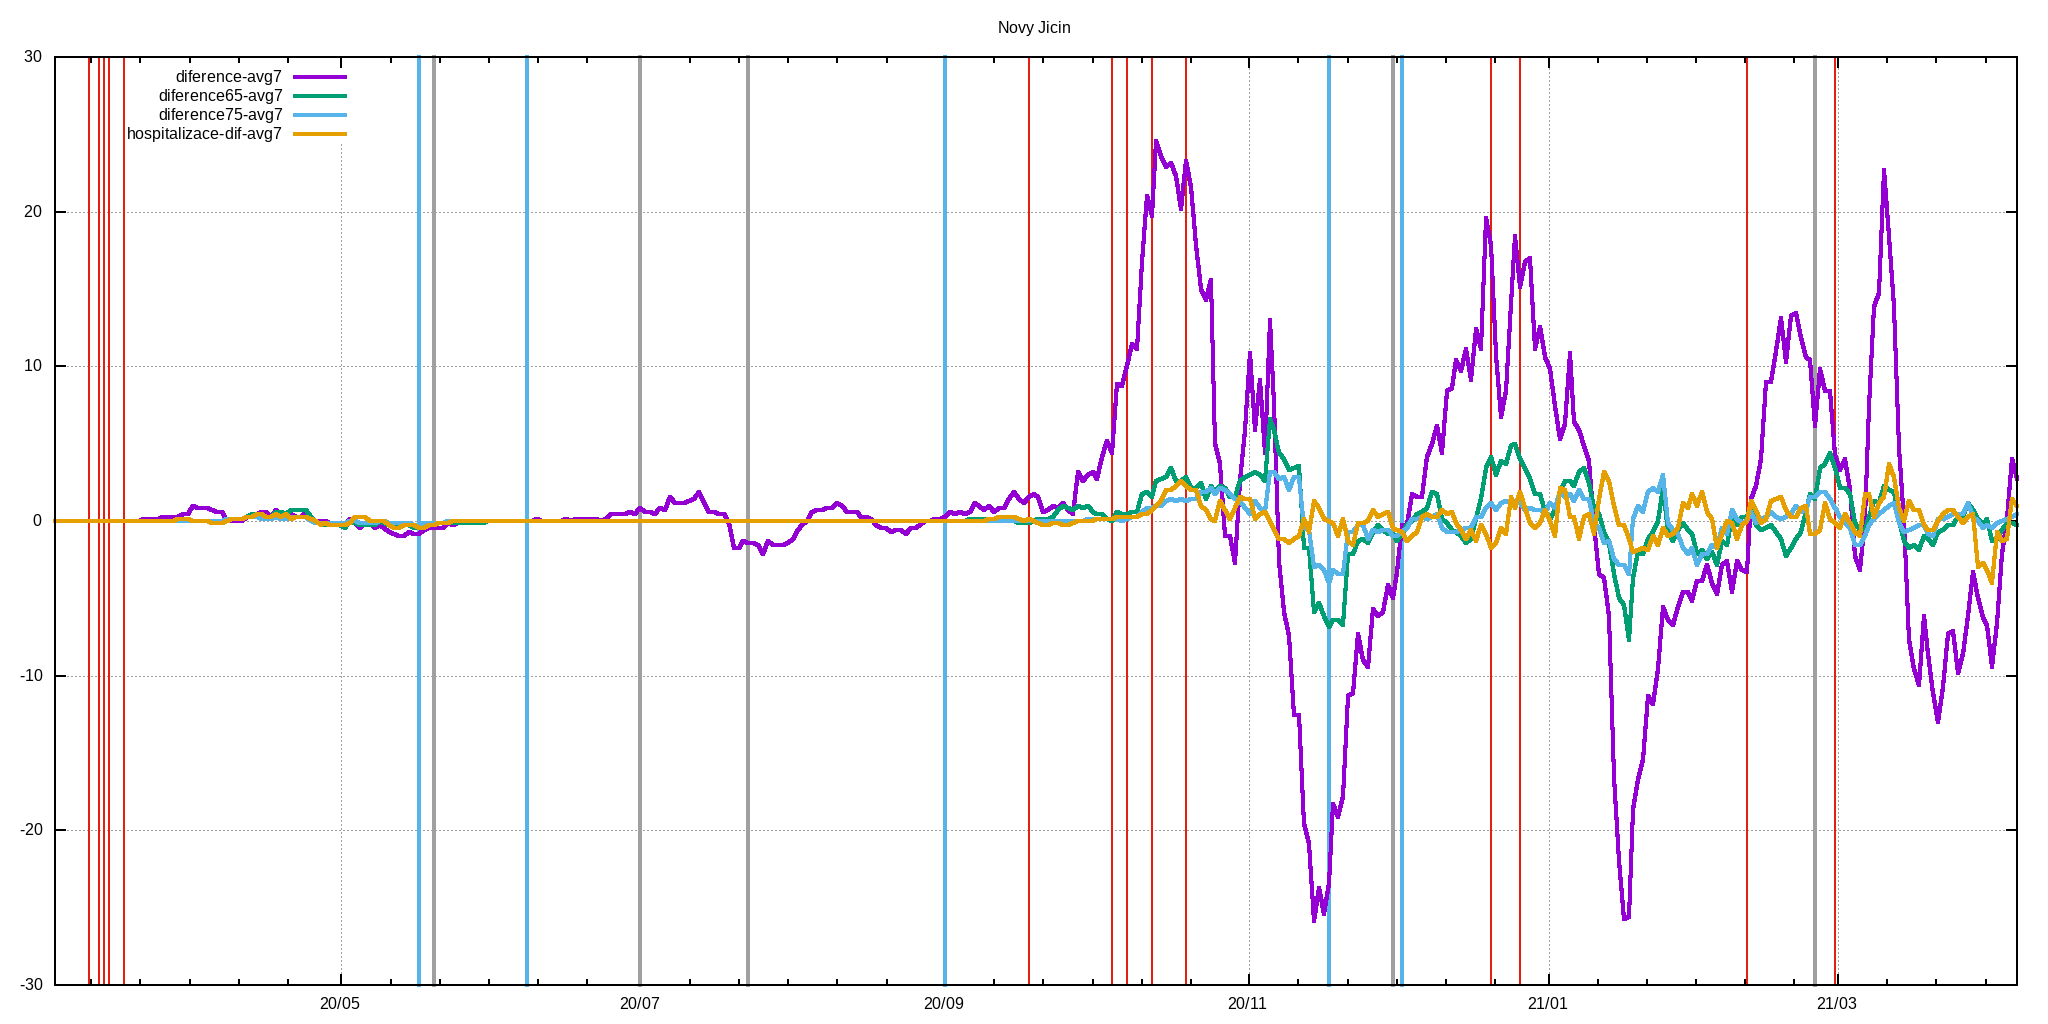 Novy Jicin
30
diference-avg7
diference65-avg7
diference75-avg7
hospitalizace-dif-avg7
20
10
0
-10
-20
-30
20/05
20/07
20/09
20/11
21/01
21/03